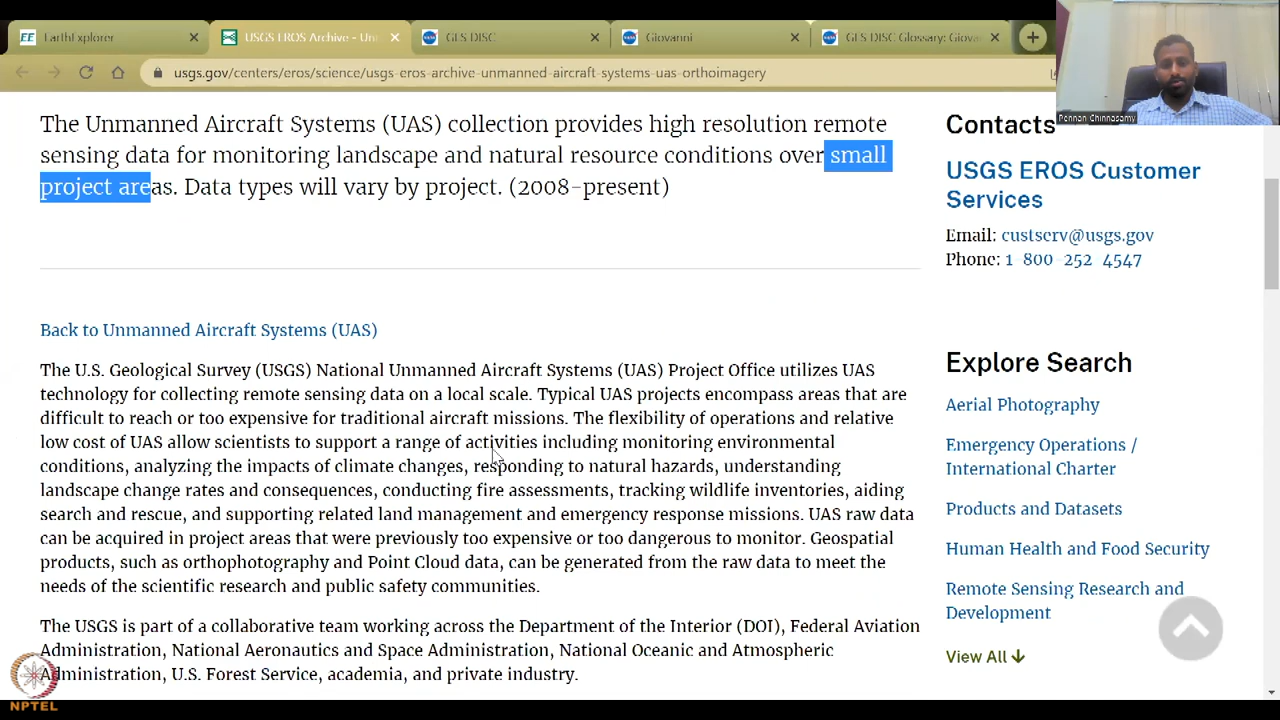 EarthExplorer
USGS EROS Archive - Un
GES DISC
Giovanni
GES DISC Glossary: Giova
usgs.gov/centers/eros/science/usgs-eros-archive-unmanned-aircraft-systems-uas-orthoimagery
Pennan Chinnasamy
The Unmanned Aircraft Systems (UAS) collection provides high resolution remote
sensing data for monitoring landscape and natural resource conditions over small
project areas. Data types will vary by project. (2008-present)
Back to Unmanned Aircraft Systems (UAS)
The U.S. Geological Survey (USGS) National Unmanned Aircraft Systems (UAS) Project Office utilizes UAS
technology for collecting remote sensing data on a local scale. Typical UAS projects encompass areas that are
difficult to reach or too expensive for traditional aircraft missions. The flexibility of operations and relative
low cost of UAS allow scientists to support a range of activities including monitoring environmental
conditions, analyzing the impacts of climate changes, responding to natural hazards, understanding
landscape change rates and consequences, conducting fire assessments, tracking wildlife inventories, aiding
search and rescue, and supporting related land management and emergency response missions. UAS raw data
can be acquired in project areas that were previously too expensive or too dangerous to monitor. Geospatial
products, such as orthophotography and Point Cloud data, can be generated from the raw data to meet the
needs of the scientific research and public safety communities.
The USGS is part of a collaborative team working across the Department of the Interior (DOI), Federal Aviation
Administration, National Aeronautics and Space Administration, National Oceanic and Atmospheric
Administration, U.S. Forest Service, academia, and private industry.
Contacts
USGS EROS Customer
Services
Email: custserv@usgs.gov
Phone: 1-800-252-4547
Explore Search
Aerial Photography
Emergency Operations /
International Charter
Products and Datasets
Human Health and Food Security
Remote Sensing Research and
Development
View All
NPTEL